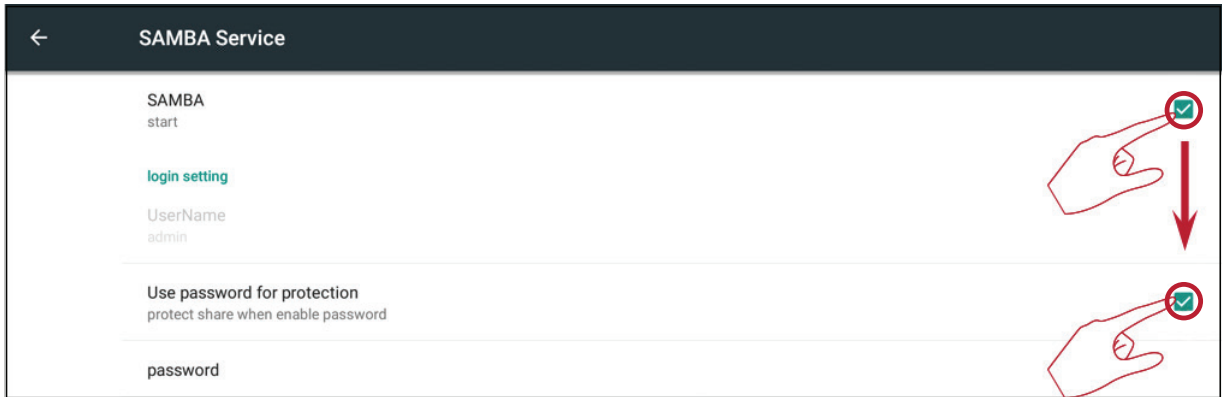 SAMBA Service
SAMBA
start
login setting
UserName
admin
Use password for protection
protect share when enable password
password